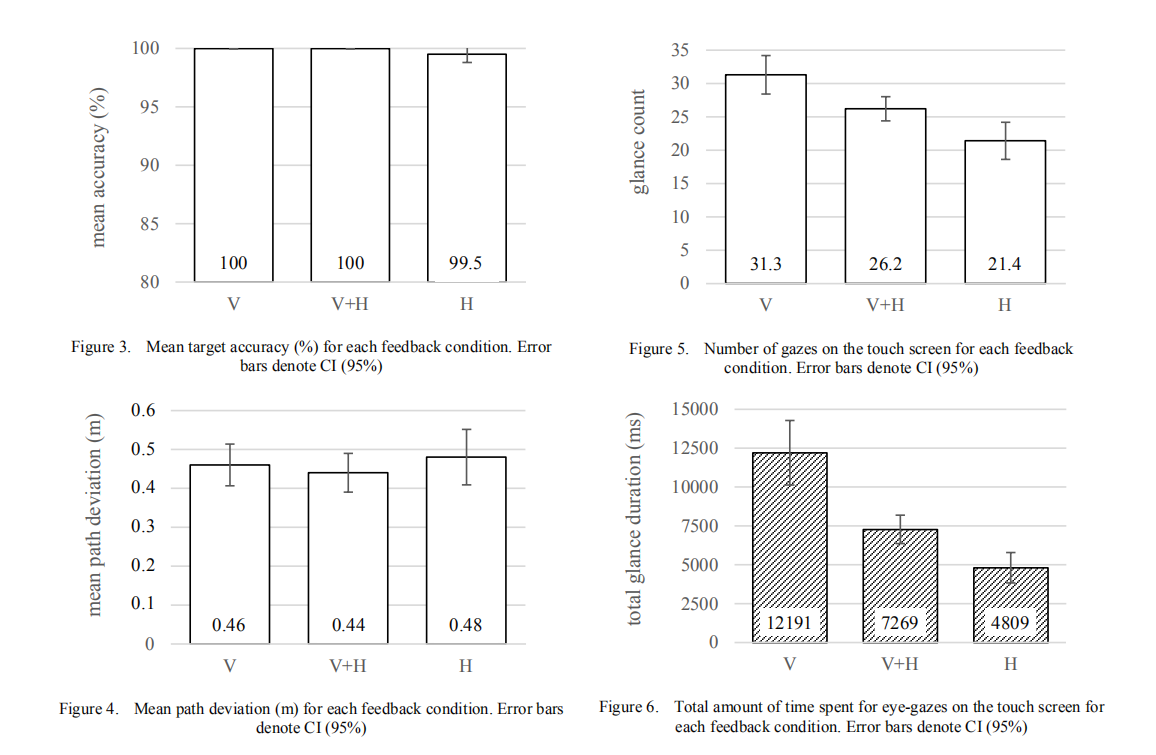 mean accuracy (%)
100
95
90
85
80
100
100
99.5
V
V+H
H
Figure 3. Mean target accuracy (%) for each feedback condition. Error
bars denote CI (95%)
mean path deviation (m)
0.6
0.5
0.4
0.3
0.2
0.1
0
0.46
0.44
0.48
V
V+H
H
Figure 4. Mean path deviation (m) for each feedback condition. Error bars
denote CI (95%)
glance count
35
30
25
20
15
10
5
0
31.3
26.2
21.4
V
V+H
H
Figure 5. Number of gazes on the touch screen for each feedback
condition. Error bars denote CI (95%)
total glance duration (ms)
15000
12500
10000
7500
5000
2500
0
12191
7269
4809
V
V+H
H
Figure 6. Total amount of time spent for eye-gazes on the touch screen for
each feedback condition. Error bars denote CI (95%)